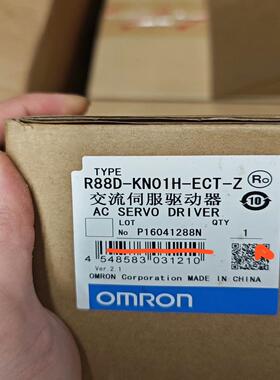 TYPE
R88D-KN01H-ECT-Z
交流伺服驱动器
AC SERVO DRIVER
LOT QTY
No P16041288N 1
4 548583 031210
Ver.2.1
OMRON Corporation MADE IN CHINA
OMRON
10